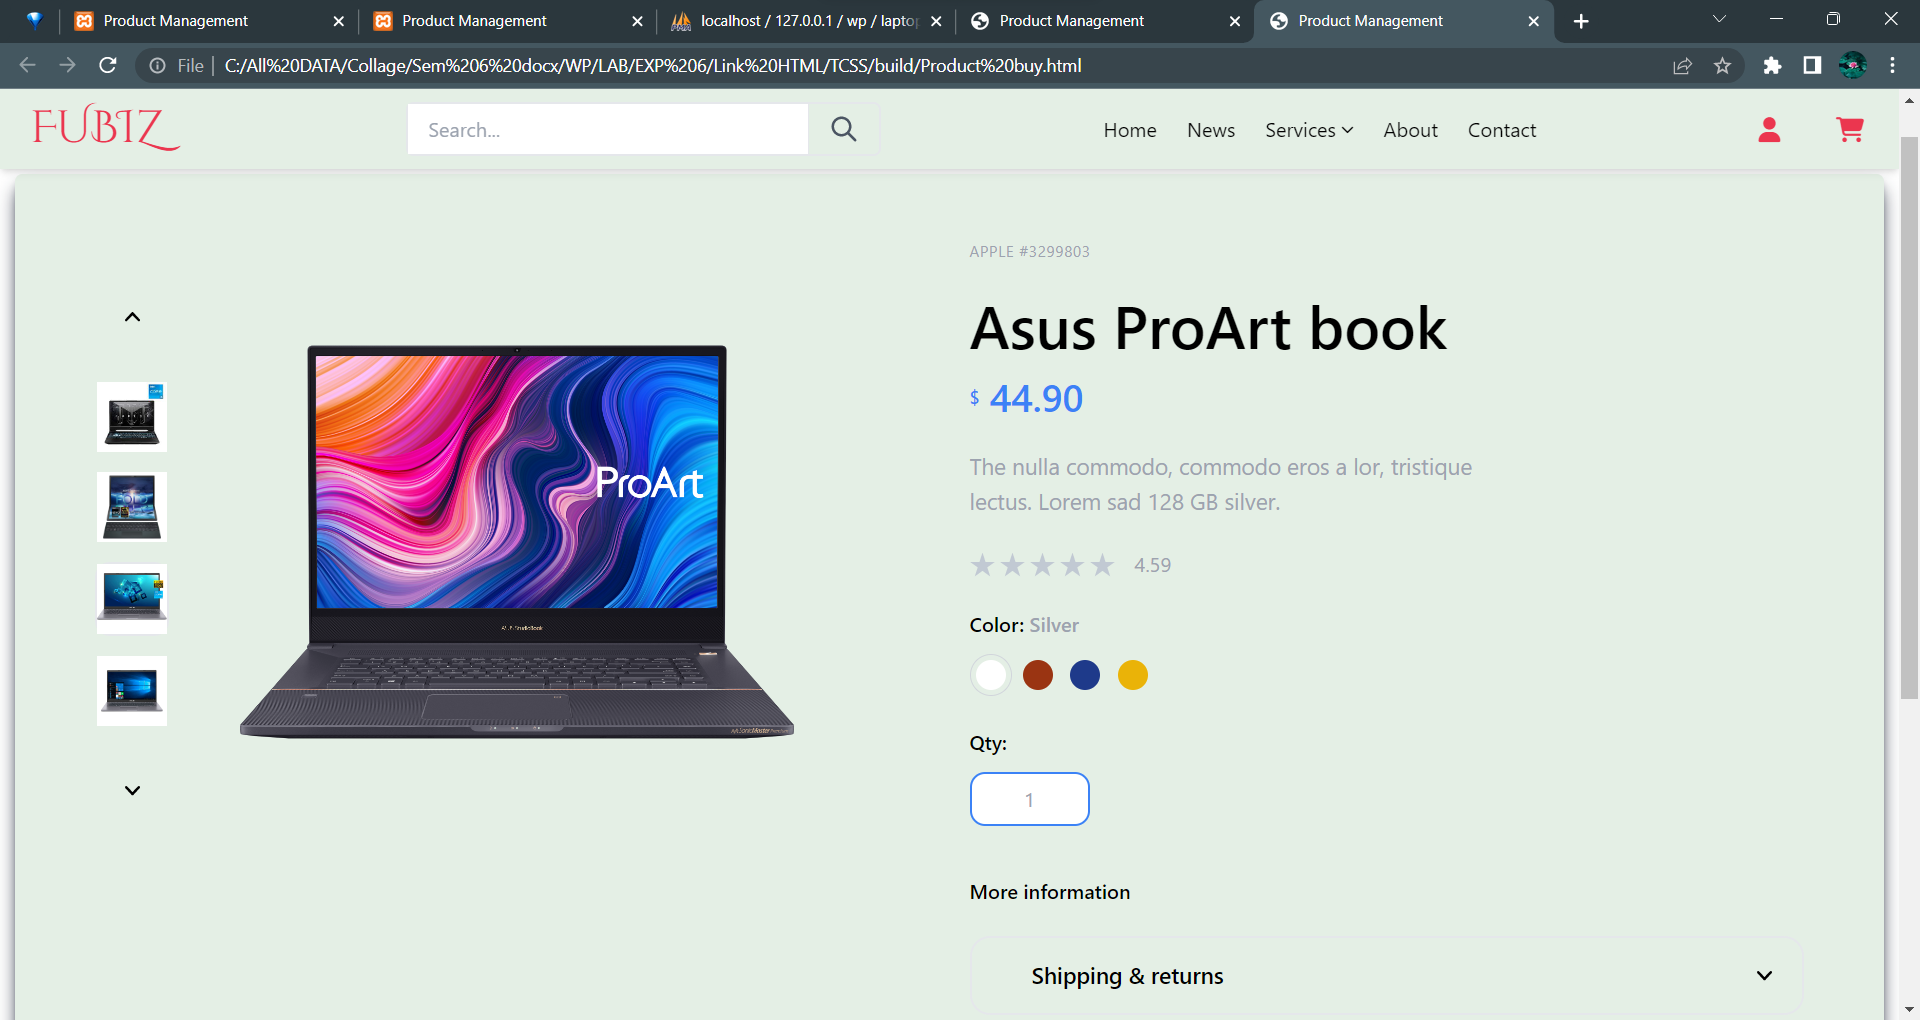 Product Management
Product Management
localhost / 127.0.0.1 / wp / lapto
Product Management
Product Management
File
C:/All%20DATA/Collage/Sem%206%20docx/WP/LAB/EXP%206/Link%20HTML/TCSS/build/Product%20buy.html
FUBIZ
Search...
Home News Services About Contact
APPLE #3299803
Asus ProArt book
$ 44.90
The nulla commodo, commodo eros a lor, tristique
lectus. Lorem sad 128 GB silver.
4.59
Color: Silver
Qty:
1
More information
Shipping & returns
ProArt